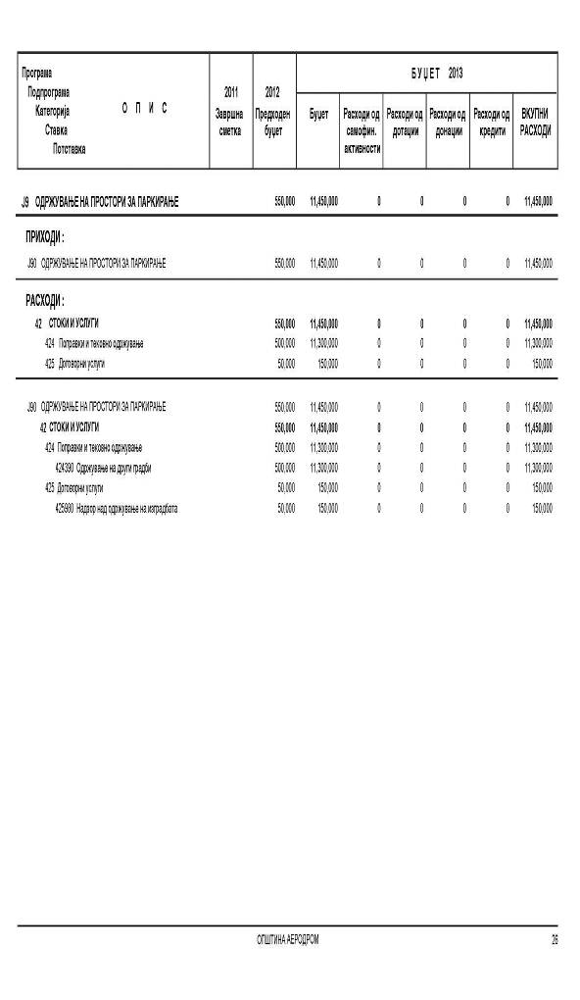 Програма
Подпрограма
Категорија
Ставка
Потставка
О П И С
2011
Завршна
сметка
2012
Предходен
буџет
БУЏЕТ 2013
Буџет
Расходи од
самофин.
активности
Расходи од
дотации
Расходи од
донации
Расходи од
кредити
ВКУПНИ
РАСХОДИ
J9 ОДРЖУВАЊЕ НА ПРОСТОРИ ЗА ПАРКИРАЊЕ 550,000 11,450,000 0 0 0 0 11,450,000
ПРИХОДИ :
J90 ОДРЖУВАЊЕ НА ПРОСТОРИ ЗА ПАРКИРАЊЕ 550,000 11,450,000 0 0 0 0 11,450,000
РАСХОДИ :
42 СТОКИ И УСЛУГИ 550,000 11,450,000 0 0 0 0 11,450,000
424 Поправки и тековно одржување 500,000 11,300,000 0 0 0 0 11,300,000
425 Договорни услуги 50,000 150,000 0 0 0 0 150,000
J90 ОДРЖУВАЊЕ НА ПРОСТОРИ ЗА ПАРКИРАЊЕ 550,000 11,450,000 0 0 0 0 11,450,000
42 СТОКИ И УСЛУГИ 550,000 11,450,000 0 0 0 0 11,450,000
424 Поправки и тековно одржување 500,000 11,300,000 0 0 0 0 11,300,000
424390 Одржување на други градби 500,000 11,300,000 0 0 0 0 11,300,000
425 Договорни услуги 50,000 150,000 0 0 0 0 150,000
425980 Надзор над одржување на изградбата 50,000 150,000 0 0 0 0 150,000
ОПШТИНА АЕРОДРОМ 26